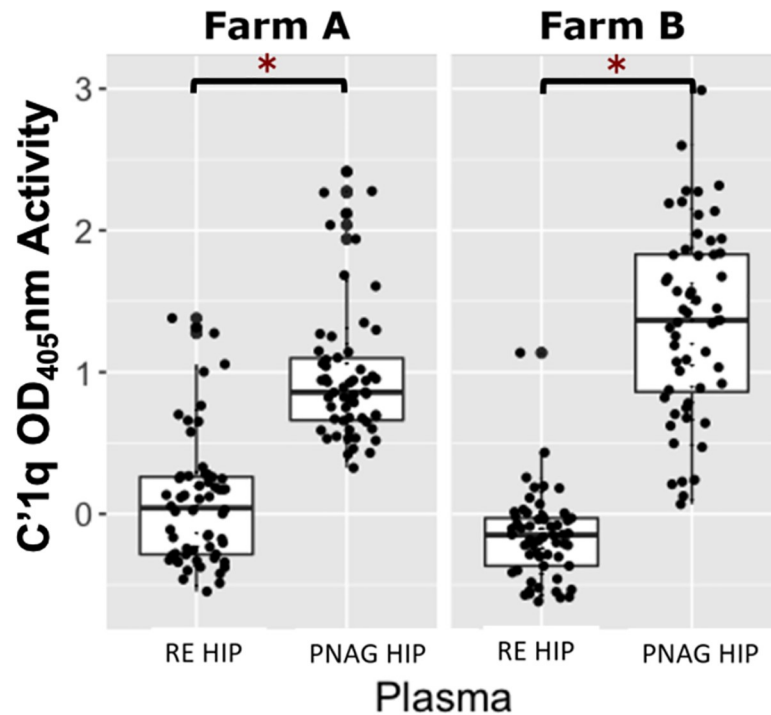 Farm A Farm B
* *
C'1q OD405nm Activity
3
2
1
0
RE HIP PNAG HIP RE HIP PNAG HIP
Plasma